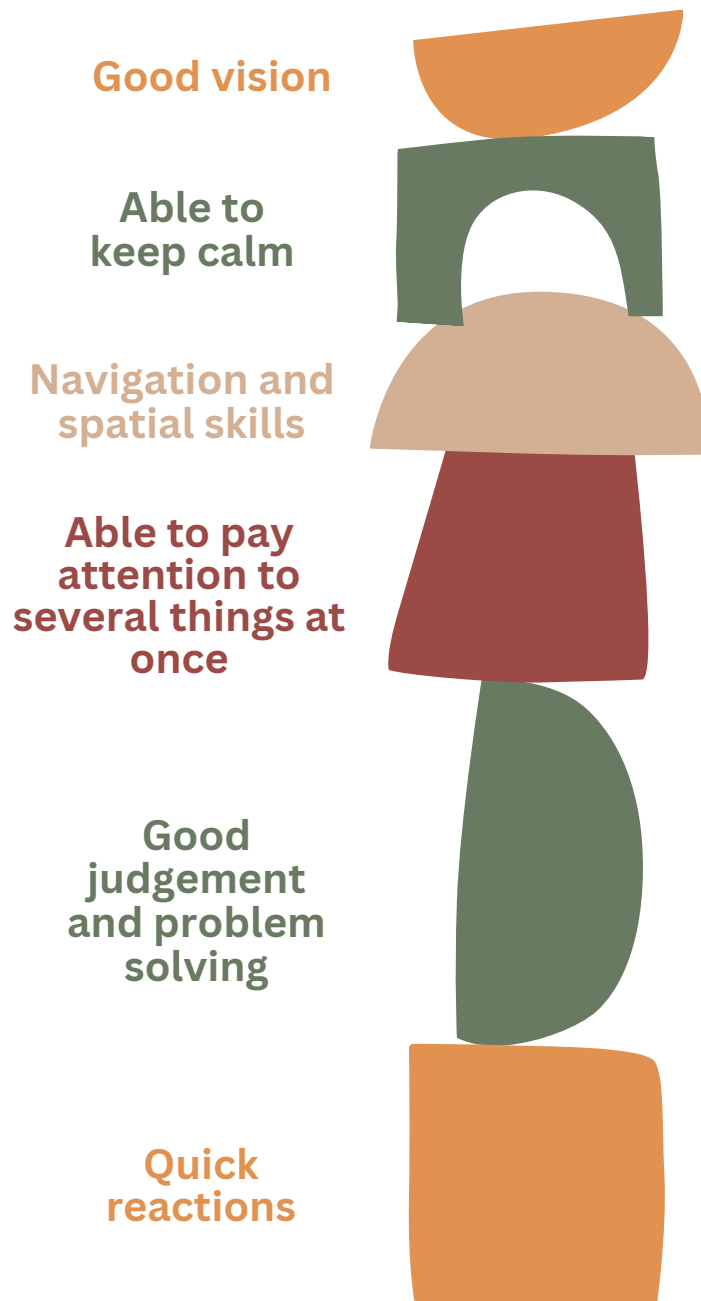 Good vision
Able to
keep calm
Navigation and
spatial skills
Able to pay
attention to
several things at
once
Good
judgement
and problem
solving
Quick
reactions